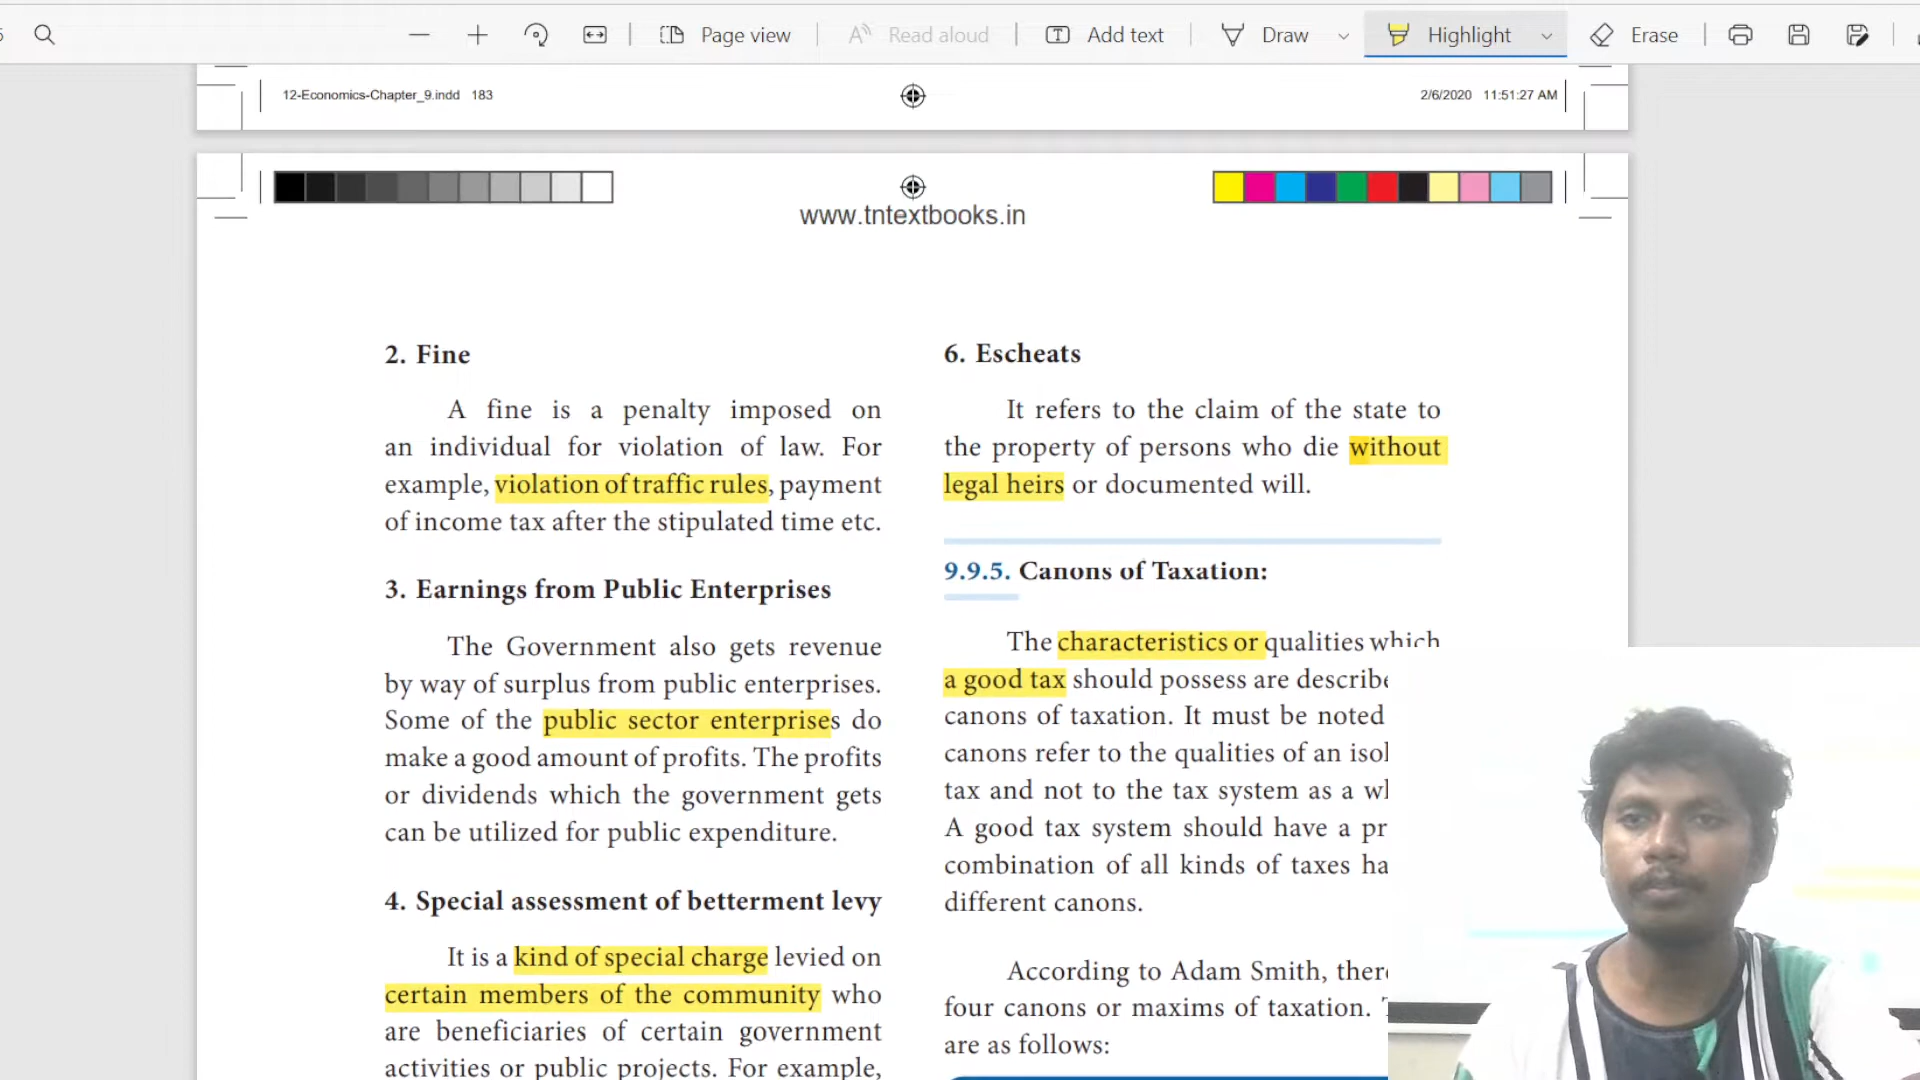 Page view
Read aloud
Add text
Draw
Highlight
Erase
12-Economics-Chapter_9.indd 183
2/6/2020 11:51:27 AM
www.tntextbooks.in
2. Fine
A fine is a penalty imposed on
an individual for violation of law. For
example, violation of traffic rules, payment
of income tax after the stipulated time etc.
3. Earnings from Public Enterprises
The Government also gets revenue
by way of surplus from public enterprises.
Some of the public sector enterprises do
make a good amount of profits. The profits
or dividends which the government gets
can be utilized for public expenditure.
4. Special assessment of betterment levy
It is a kind of special charge levied on
certain members of the community who
are beneficiaries of certain government
activities or public projects. For example,
6. Escheats
It refers to the claim of the state to
the property of persons who die without
legal heirs or documented will.
9.9.5. Canons of Taxation:
The characteristics or qualities which
a good tax should possess are describe
canons of taxation. It must be noted
canons refer to the qualities of an
tax and not to the tax system as a
A good tax system should have a
combination of all kinds of taxes
different canons.
According to Adam Smith,
four canons or maxims of taxation.
are as follows: